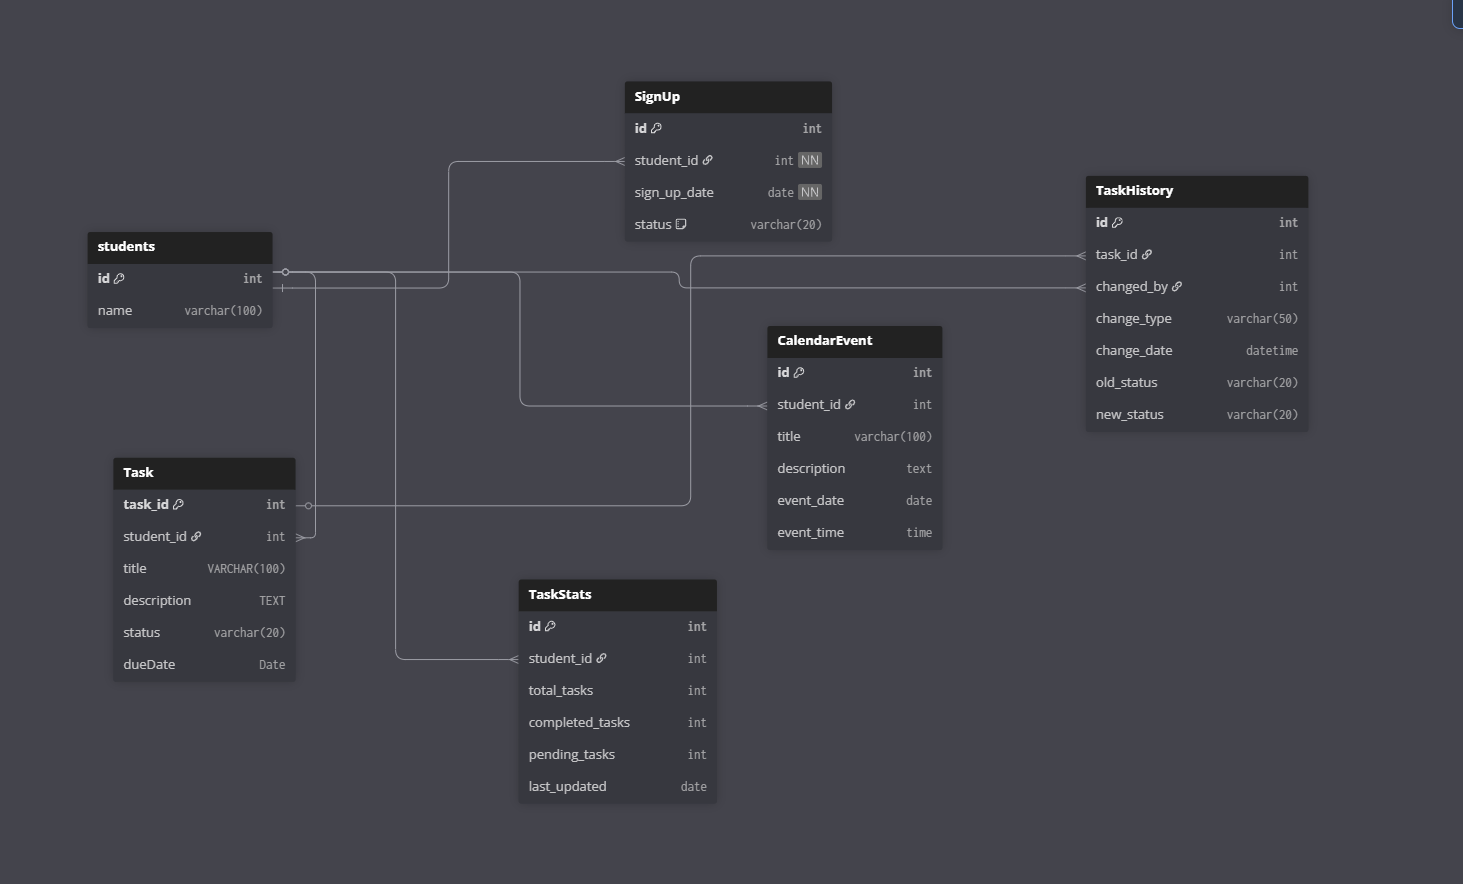 SignUp
id int
student_id int NN
sign_up_date date NN
status varchar(20)
TaskHistory
id int
task_id int
changed_by int
change_type varchar(50)
change_date datetime
old_status varchar(20)
new_status varchar(20)
students
id int
name varchar(100)
CalendarEvent
id int
student_id int
title varchar(100)
description text
event_date date
event_time time
Task
task_id int
student_id int
title VARCHAR(100)
description TEXT
status varchar(20)
dueDate Date
TaskStats
id int
student_id int
total_tasks int
completed_tasks int
pending_tasks int
last_updated date